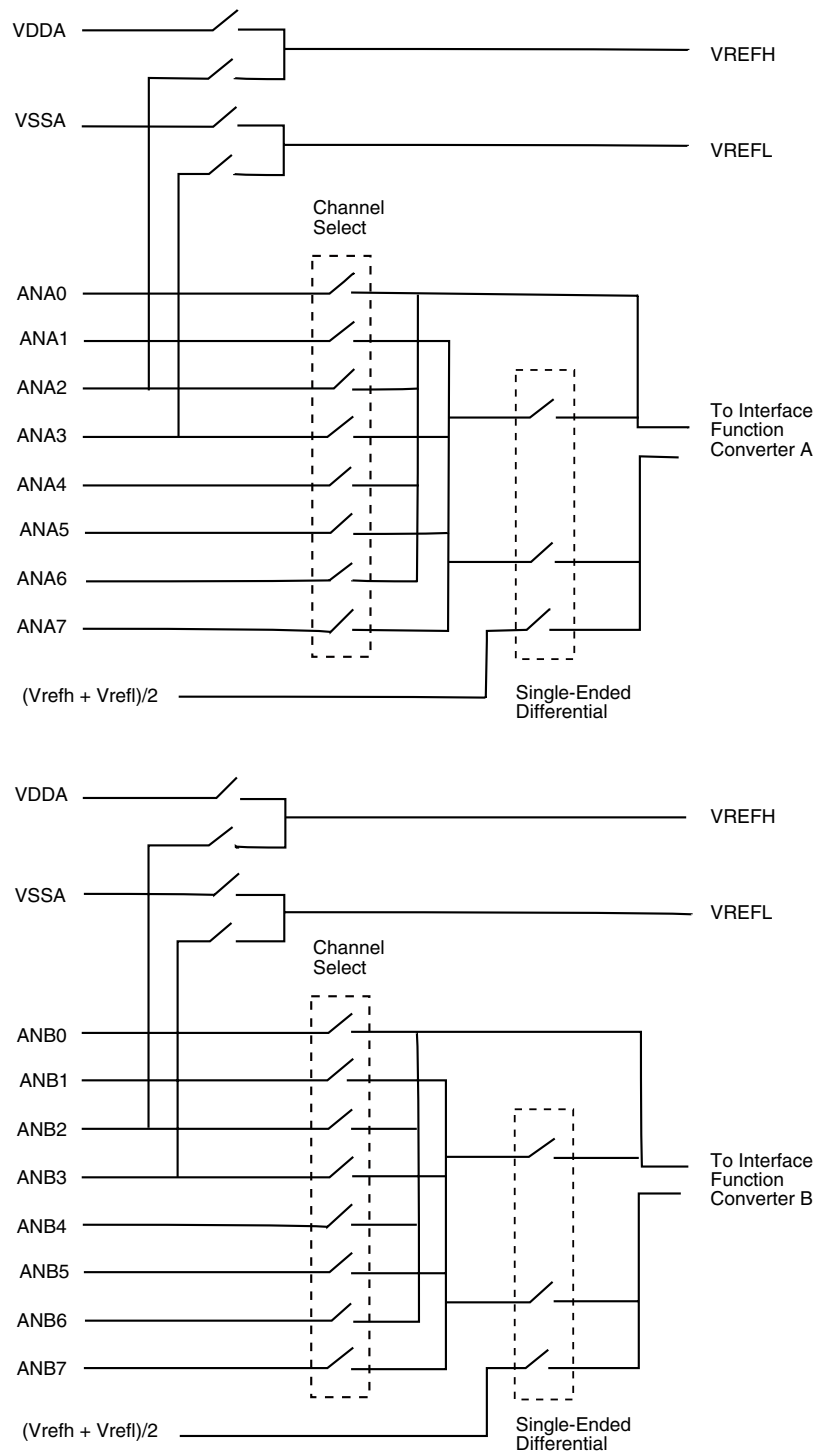 VDDA
VREFH
VSSA
VREFL
Channel
Select
ANA0
ANA1
ANA2
ANA3
ANA4
ANA5
ANA6
ANA7
To Interface
Function
Converter A
(Vrefh + Vrefl)/2
Single-Ended
Differential
VDDA
VREFH
VSSA
VREFL
Channel
Select
ANB0
ANB1
ANB2
ANB3
ANB4
ANB5
ANB6
ANB7
To Interface
Function
Converter B
(Vrefh + Vrefl)/2
Single-Ended
Differential